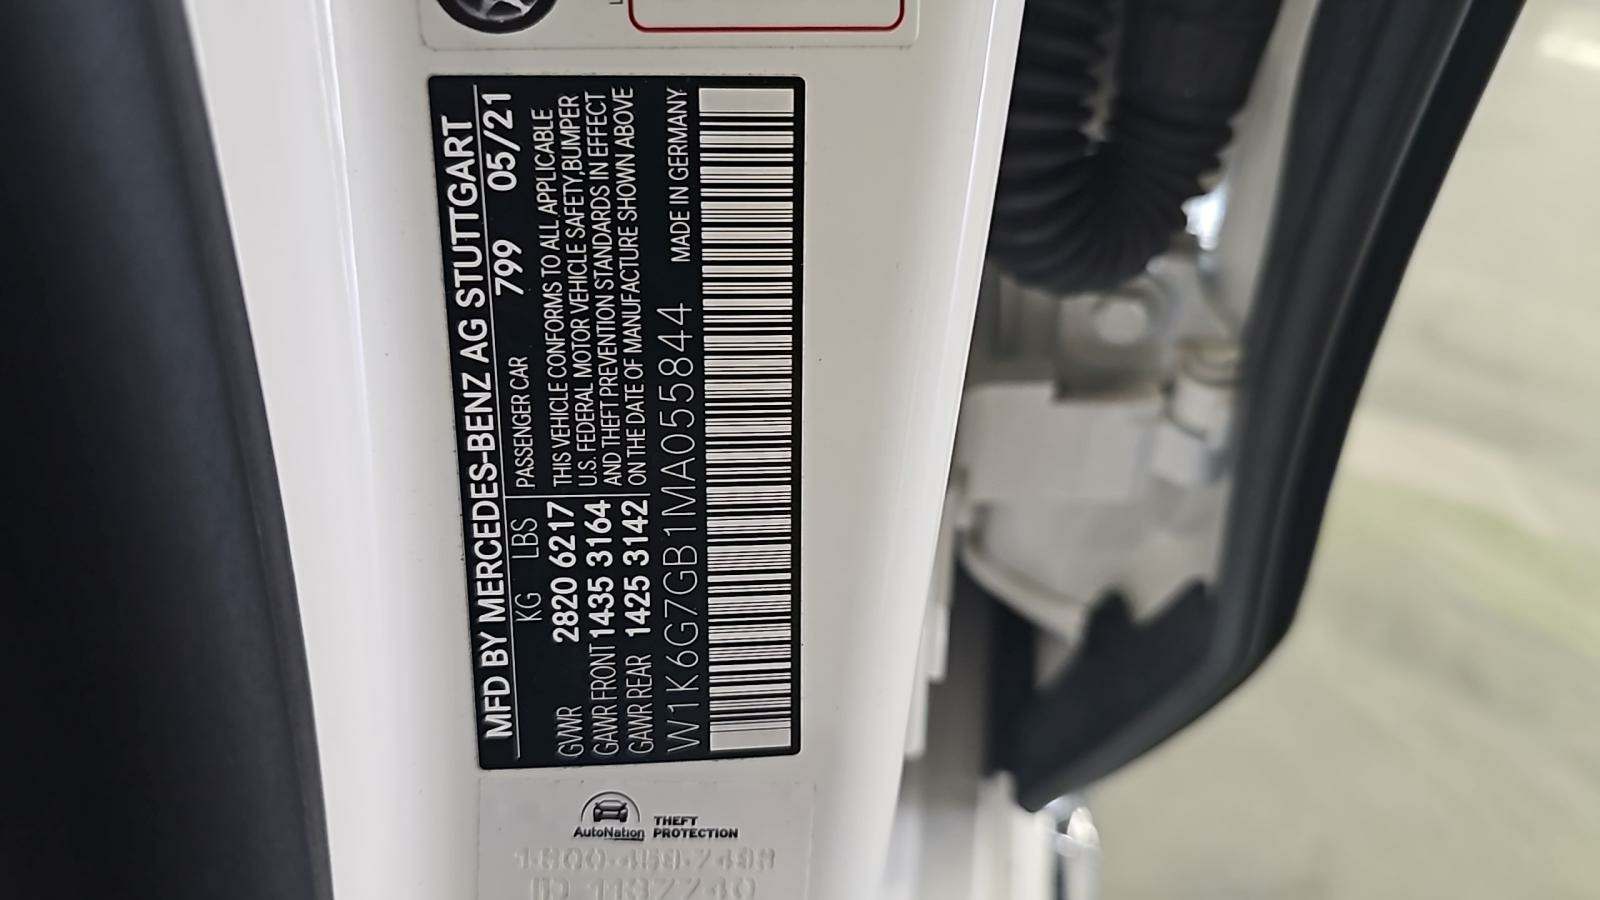 MFD BY MERCEDES-BENZ AG STUTTGART
KG LBS PASSENGER CAR 799 05/21
GVWR 2820 6217 THIS VEHICLE CONFORMS TO ALL APPLICABLE
U.S. FEDERAL MOTOR VEHICLE SAFETY,BUMPER
GAWR FRONT 1435 3164 AND THEFT PREVENTION STANDARDS IN EFFECT
GAWR REAR 1425 3142 ON THE DATE OF MANUFACTURE SHOWN ABOVE
W1K6G7GB1MA055844 MADE IN GERMANY
AutoNation THEFT
PROTECTION